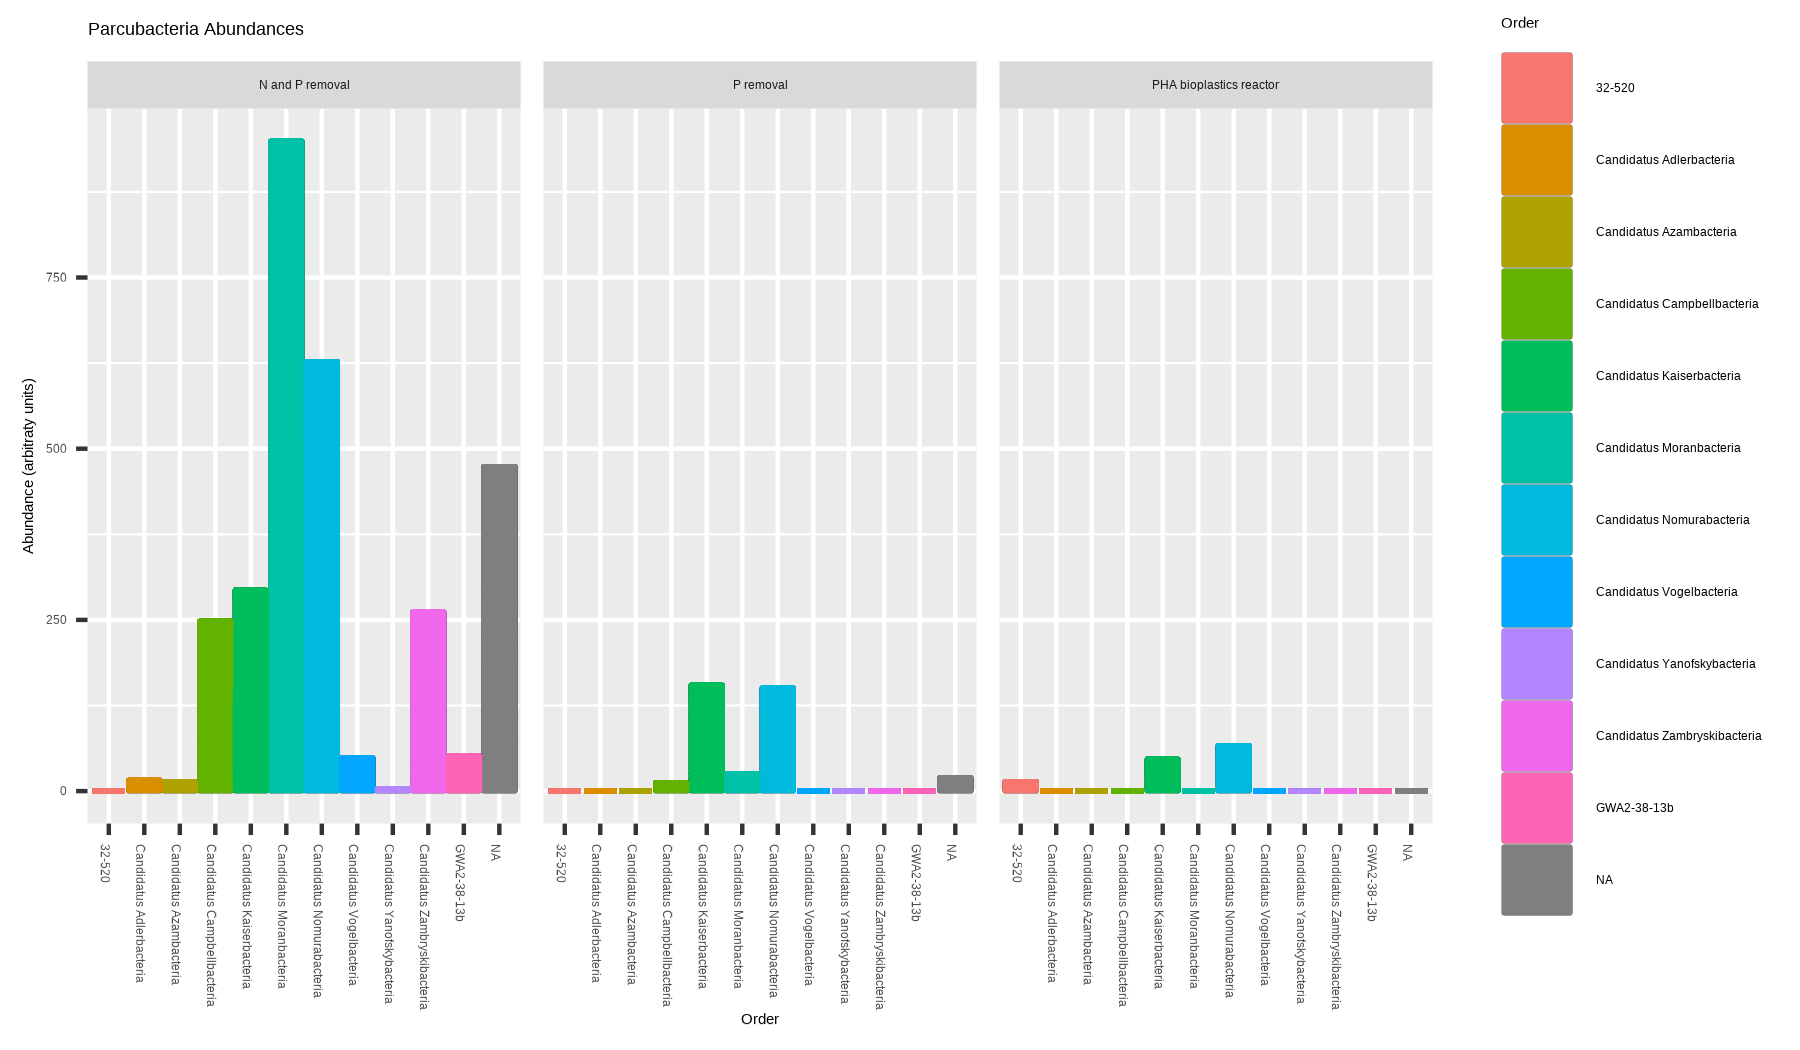 Parcubacteria Abundances
N and P removal
P removal
PHA bioplastics reactor
Abundance (arbitraty units)
750
500
250
0
32-520
Candidatus Adlerbacteria
Candidatus Azambacteria
Candidatus Campbellbacteria
Candidatus Kaiserbacteria
Candidatus Moranbacteria
Candidatus Nomurabacteria
Candidatus Vogelbacteria
Candidatus Yanofskybacteria
Candidatus Zambryskibacteria
GWA2-38-13b
NA
32-520
Candidatus Adlerbacteria
Candidatus Azambacteria
Candidatus Campbellbacteria
Candidatus Kaiserbacteria
Candidatus Moranbacteria
Candidatus Nomurabacteria
Candidatus Vogelbacteria
Candidatus Yanofskybacteria
Candidatus Zambryskibacteria
GWA2-38-13b
NA
32-520
Candidatus Adlerbacteria
Candidatus Azambacteria
Candidatus Campbellbacteria
Candidatus Kaiserbacteria
Candidatus Moranbacteria
Candidatus Nomurabacteria
Candidatus Vogelbacteria
Candidatus Yanofskybacteria
Candidatus Zambryskibacteria
GWA2-38-13b
NA
Order
Order
32-520
Candidatus Adlerbacteria
Candidatus Azambacteria
Candidatus Campbellbacteria
Candidatus Kaiserbacteria
Candidatus Moranbacteria
Candidatus Nomurabacteria
Candidatus Vogelbacteria
Candidatus Yanofskybacteria
Candidatus Zambryskibacteria
GWA2-38-13b
NA